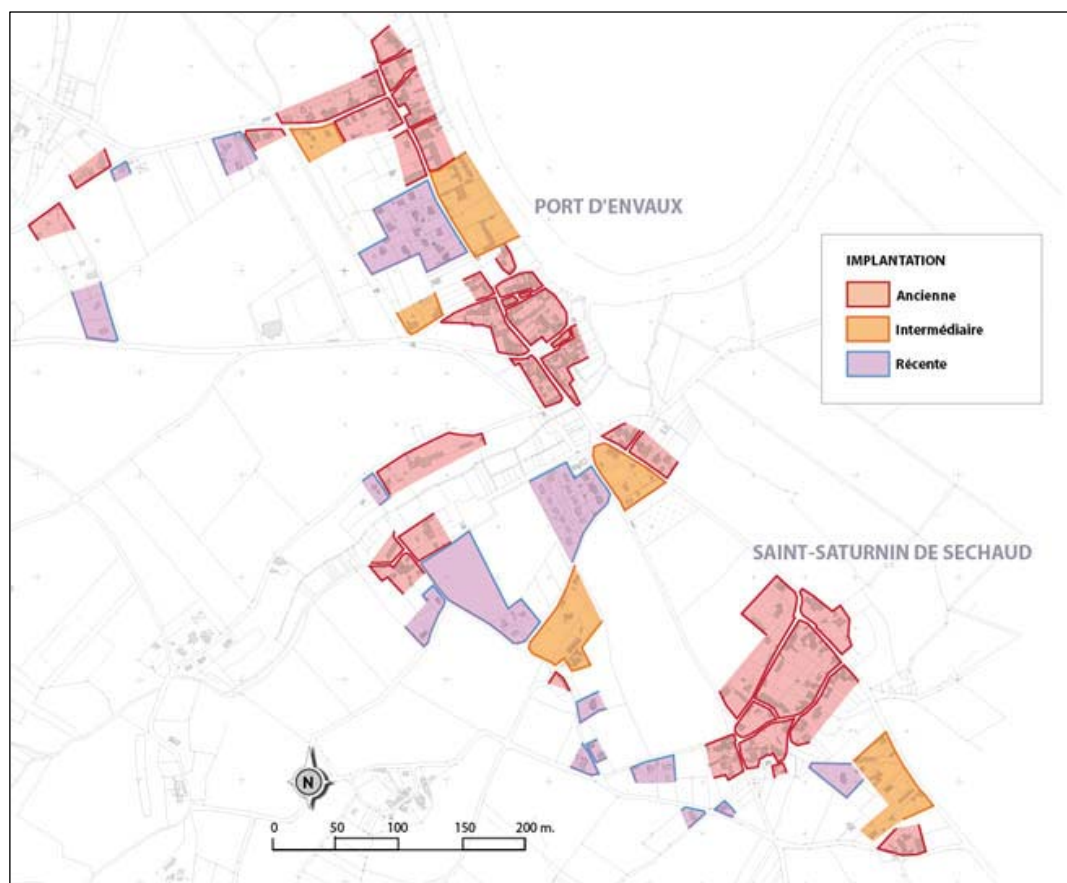 PORT D'ENVAUX
IMPLANTATION
Ancienne
Intermédiaire
Récente
SAINT-SATURNIN DE SECHAUD
N
0 50 100 150 200 m.